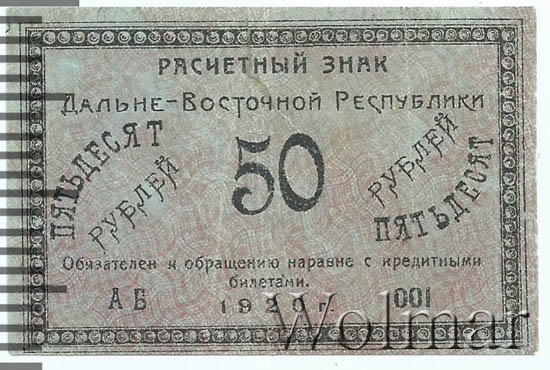 РАСЧЕТНЫЙ ЗНАК
ДАЛЬНЕ-ВОСТОЧНОЙ РЕСПУБЛИКИ
ПЯТЬДЕСЯТ
РУБЛЕЙ
50
РУБЛЕЙ
ПЯТЬДЕСЯТ
Обязателен к обращению наравне с кредитными
билетами.
АБ 1920 г. 001
Wolmar